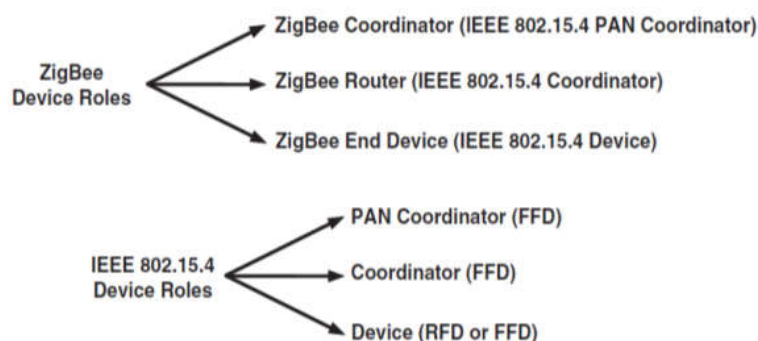 ZigBee Coordinator (IEEE 802.15.4 PAN Coordinator)
ZigBee
Device Roles
ZigBee Router (IEEE 802.15.4 Coordinator)
ZigBee End Device (IEEE 802.15.4 Device)
PAN Coordinator (FFD)
IEEE 802.15.4
Device Roles
Coordinator (FFD)
Device (RFD or FFD)